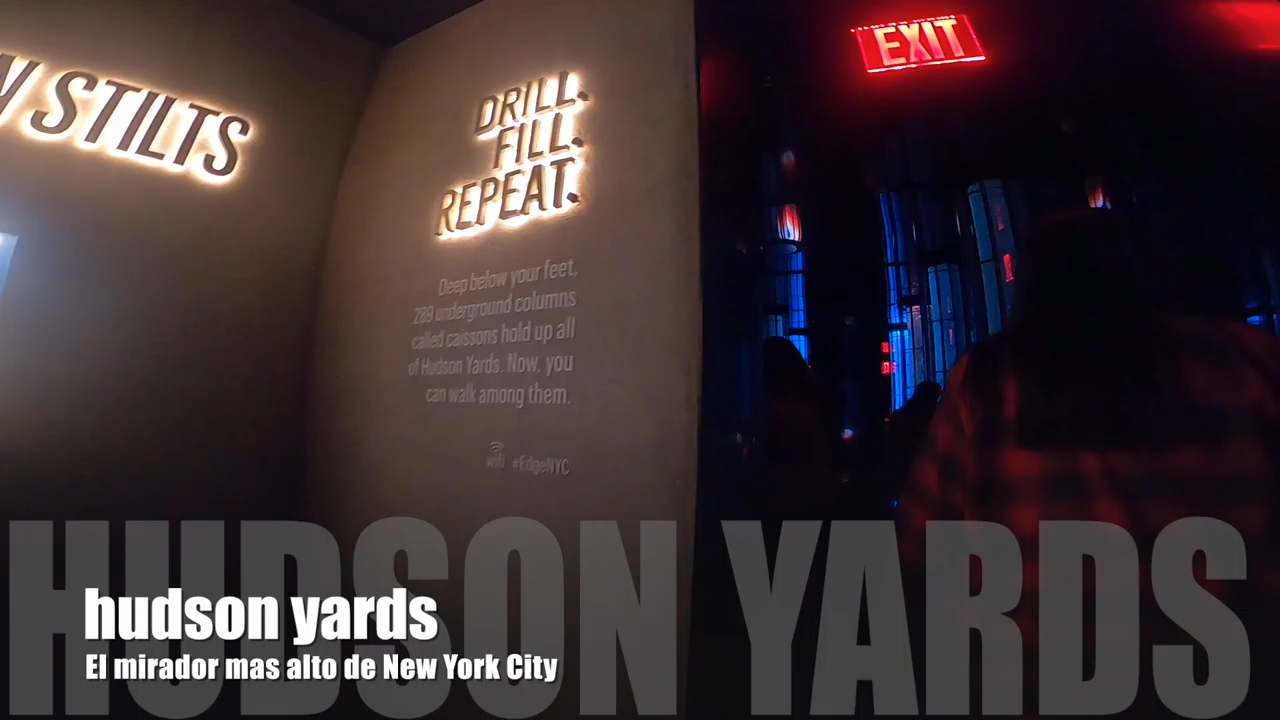 STILTS
DRILL.
FILL.
REPEAT.
Deep below your feet,
289 underground columns
called caissons hold up all
of Hudson Yards. Now, you
can walk among them.
wifi #EdgeNYC
EXIT
HUDSON YARDS
hudson yards
El mirador mas alto de New York City